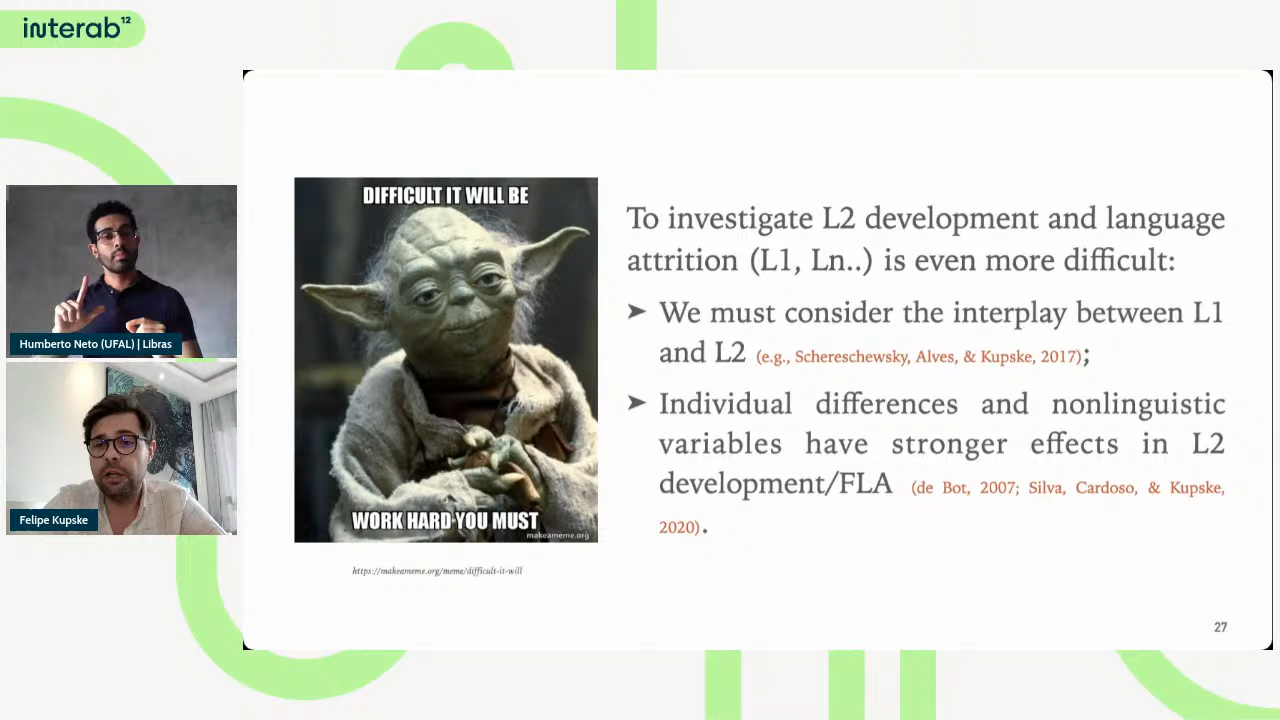 interab¹²
Humberto Neto (UFAL) | Libras
Felipe Kupske
DIFFICULT IT WILL BE
WORK HARD YOU MUST
makeameme.org
https://makeameme.org/meme/difficult-it-will
To investigate L2 development and language
attrition (L1, Ln..) is even more difficult:
➤ We must consider the interplay between L1
and L2 (e.g., Schereschewsky, Alves, & Kupske, 2017);
➤ Individual differences and nonlinguistic
variables have stronger effects in L2
development/FLA (de Bot, 2007; Silva, Cardoso, & Kupske,
2020).
27